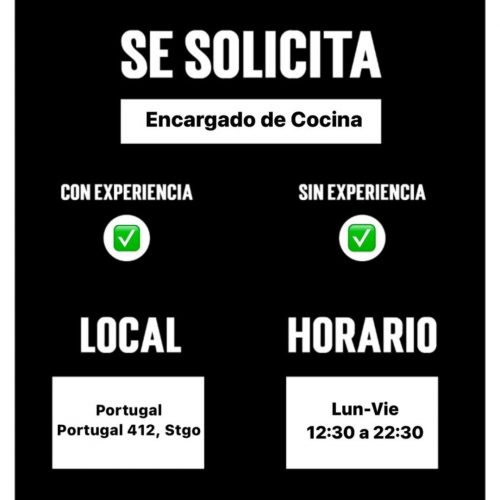 SE SOLICITA
Encargado de Cocina
CON EXPERIENCIA
SIN EXPERIENCIA
LOCAL
Portugal
Portugal 412, Stgo
HORARIO
Lun-Vie
12:30 a 22:30